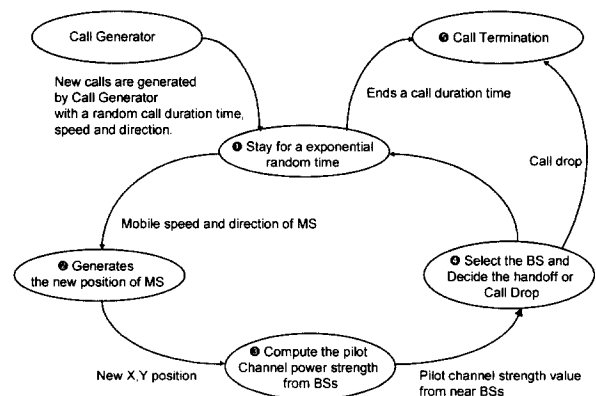 Call Generator
❺ Call Termination
New calls are generated
by Call Generator
with a random call duration time,
speed and direction.
Ends a call duration time
❶ Stay for a exponential
random time
Call drop
Mobile speed and direction of MS
❷ Generates
the new position of MS
❹ Select the BS and
Decide the handoff or
Call Drop
❸ Compute the pilot
Channel power strength
from BSs
New X,Y position
Pilot channel strength value
from near BSs